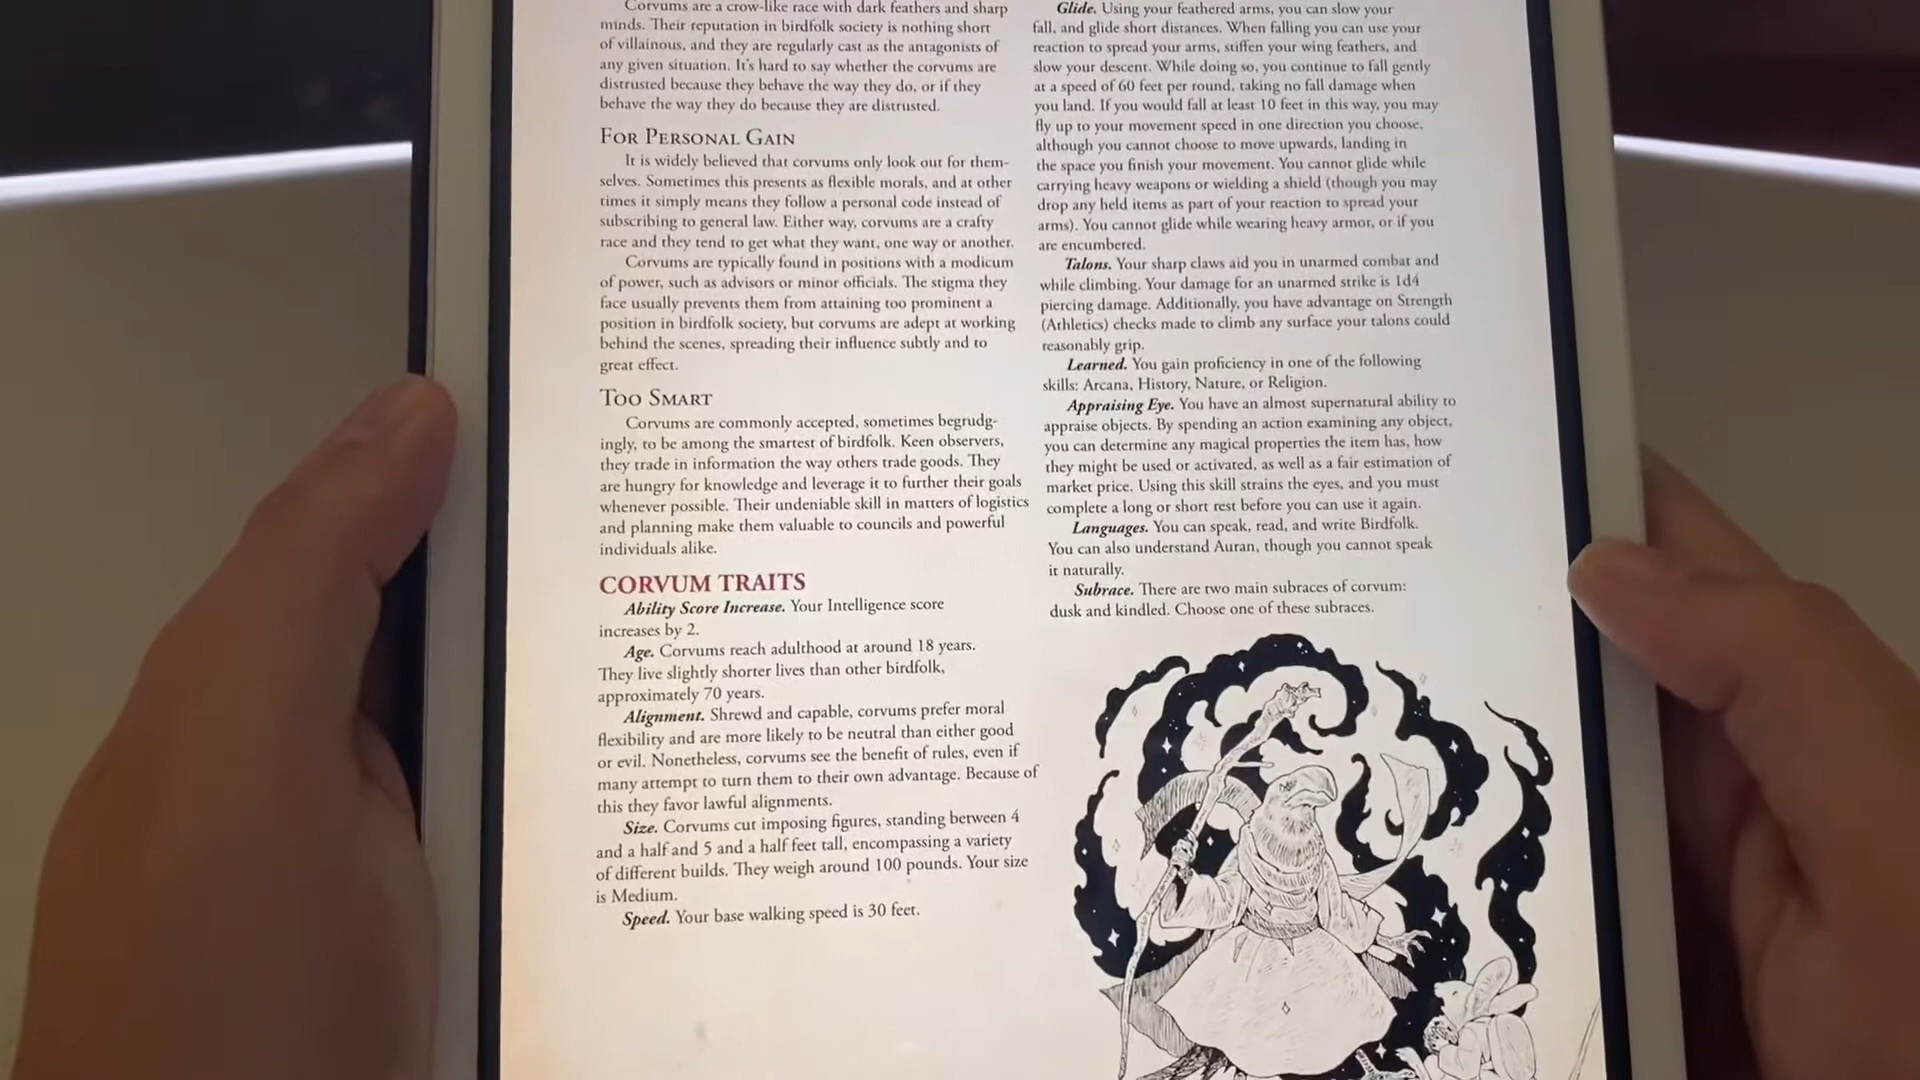 Corvums are a crow-like race with dark feathers and sharp
minds. Their reputation in birdfolk society is nothing short
of villainous, and they are regularly cast as the antagonists of
any given situation. It's hard to say whether the corvums are
distrusted because they behave the way they do, or if they
behave the way they do because they are distrusted.
For Personal Gain
It is widely believed that corvums only look out for them-
selves. Sometimes this presents as flexible morals, and at other
times it simply means they follow a personal code instead of
subscribing to general law. Either way, corvums are a crafty
race and they tend to get what they want, one way or another.
Corvums are typically found in positions with a modicum
of power, such as advisors or minor officials. The stigma they
face usually prevents them from attaining too prominent a
position in birdfolk society, but corvums are adept at working
behind the scenes, spreading their influence subtly and to
great effect.
Too Smart
Corvums are commonly accepted, sometimes begrudg-
ingly, to be among the smartest of birdfolk. Keen observers,
they trade in information the way others trade goods. They
are hungry for knowledge and leverage it to further their goals
whenever possible. Their undeniable skill in matters of logistics
and planning make them valuable to councils and powerful
individuals alike.
CORVUM TRAITS
Ability Score Increase. Your Intelligence score
increases by 2.
Age. Corvums reach adulthood at around 18 years.
They live slightly shorter lives than other birdfolk,
approximately 70 years.
Alignment. Shrewd and capable, corvums prefer moral
flexibility and are more likely to be neutral than either good
or evil. Nonetheless, corvums see the benefit of rules, even if
many attempt to turn them to their own advantage. Because of
this they favor lawful alignments.
Size. Corvums cut imposing figures, standing between 4
and a half and 5 and a half feet tall, encompassing a variety
of different builds. They weigh around 100 pounds. Your size
is Medium.
Speed. Your base walking speed is 30 feet.
Glide. Using your feathered arms, you can slow your
fall, and glide short distances. When falling you can use your
reaction to spread your arms, stiffen your wing feathers, and
slow your descent. While doing so, you continue to fall gently
at a speed of 60 feet per round, taking no fall damage when
you land. If you would fall at least 10 feet in this way, you may
fly up to your movement speed in one direction you choose,
although you cannot choose to move upwards, landing in
the space you finish your movement. You cannot glide while
carrying heavy weapons or wielding a shield (though you may
drop any held items as part of your reaction to spread your
arms). You cannot glide while wearing heavy armor, or if you
are encumbered.
Talons. Your sharp claws aid you in unarmed combat and
while climbing. Your damage for an unarmed strike is 1d4
piercing damage. Additionally, you have advantage on Strength
(Athletics) checks made to climb any surface your talons could
reasonably grip.
Learned. You gain proficiency in one of the following
skills: Arcana, History, Nature, or Religion.
Appraising Eye. You have an almost supernatural ability to
appraise objects. By spending an action examining any object,
you can determine any magical properties the item has, how
they might be used or activated, as well as a fair estimation of
market price. Using this skill strains the eyes, and you must
complete a long or short rest before you can use it again.
Languages. You can speak, read, and write Birdfolk.
You can also understand Auran, though you cannot speak
it naturally.
Subrace. There are two main subraces of corvum:
dusk and kindled. Choose one of these subraces.